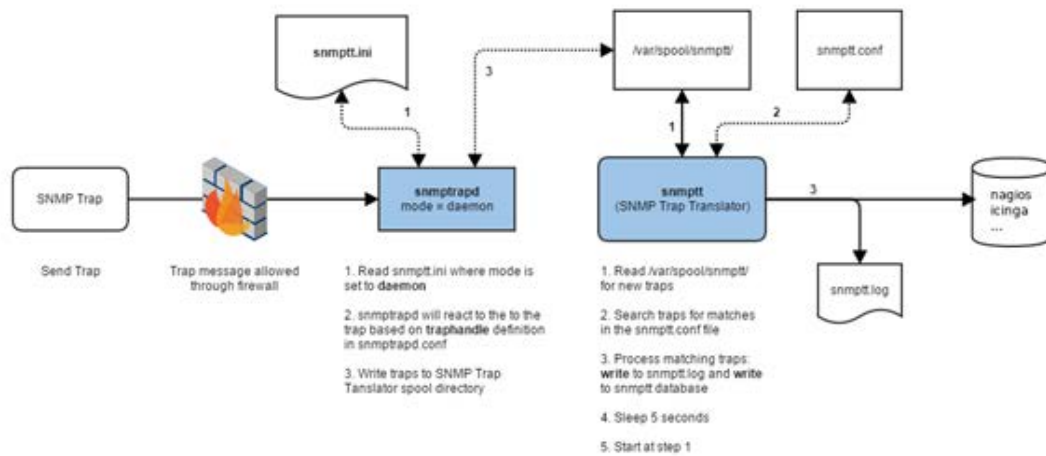 snmptt.ini
/var/spool/snmptt/
snmptt.conf
3
1
1
2
SNMP Trap
snmptrapd
mode = daemon
snmptt
(SNMP Trap Translator)
3
nagios
icinga
...
snmptt.log
Send Trap
Trap message allowed
through firewall
1. Read snmptt.ini where mode is
set to daemon
2. snmptrapd will react to the to the
trap based on traphandle definition
in snmptrapd.conf
3. Write traps to SNMP Trap
Tanslator spool directory
1. Read /var/spool/snmptt/
for new traps
2. Search traps for matches
in the snmptt.conf file
3. Process matching traps:
write to snmptt.log and write
to snmptt database
4. Sleep 5 seconds
5. Start at step 1